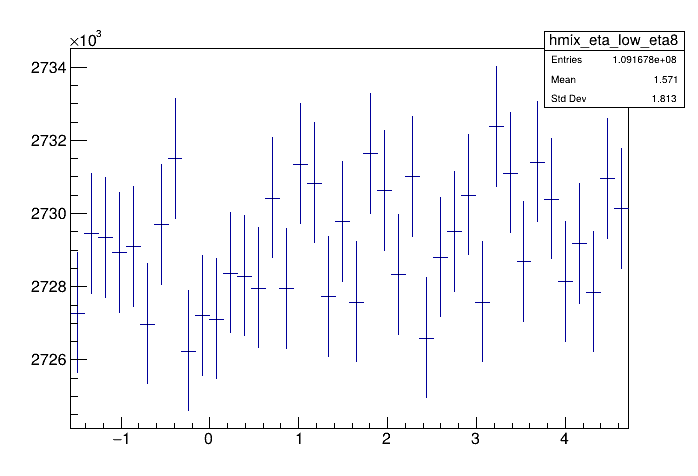 ×10³
hmix_eta_low_eta8
Entries 1.091678e+08
Mean 1.571
Std Dev 1.813
2734
2732
2730
2728
2726
−1 0 1 2 3 4